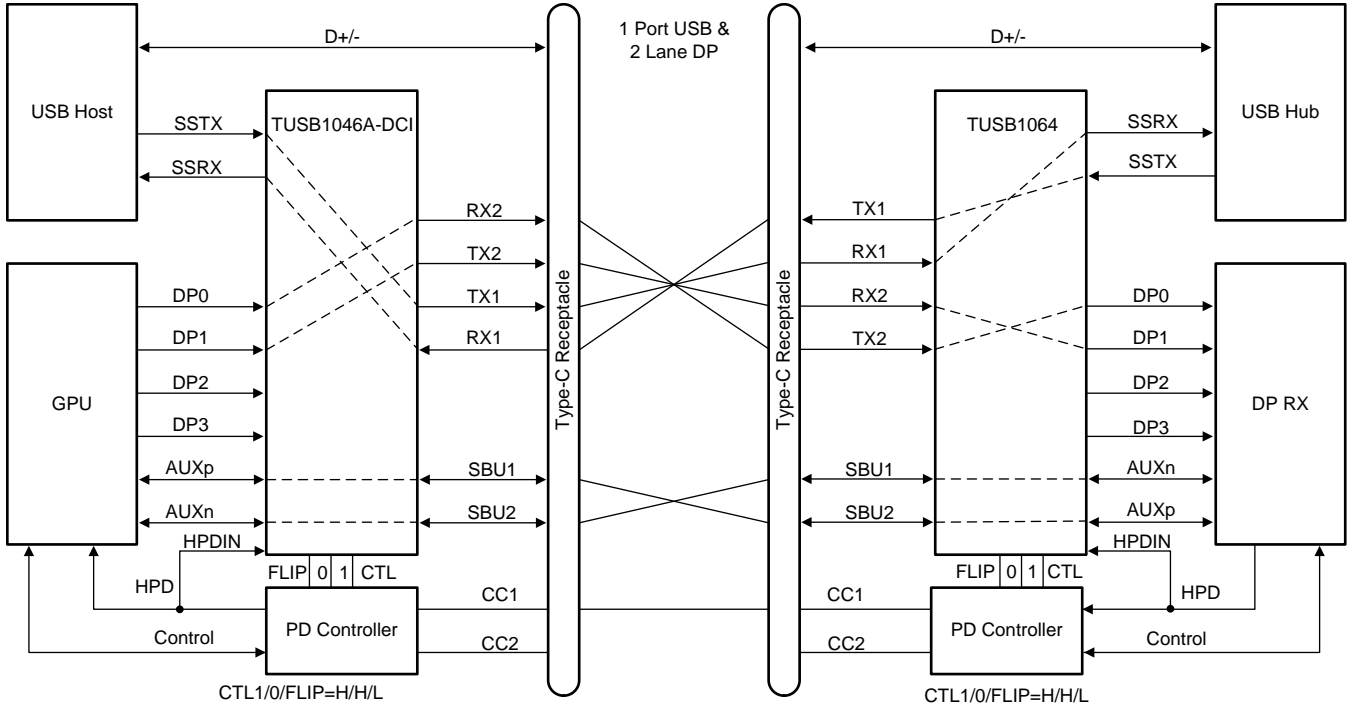 1 Port USB &
2 Lane DP
D+/-
D+/-
USB Host
TUSB1046A-DCI
SSTX
SSRX
RX2
TX2
TX1
RX1
GPU
DP0
DP1
DP2
DP3
AUXp
AUXn
SBU1
SBU2
HPDIN
HPD
Control
FLIP 0 1 CTL
PD Controller
CC1
CC2
CTL1/0/FLIP=H/H/L
Type-C Receptacle
Type-C Receptacle
TUSB1064
USB Hub
SSRX
SSTX
TX1
RX1
RX2
TX2
DP0
DP1
DP2
DP3
DP RX
SBU1
SBU2
AUXn
AUXp
HPDIN
HPD
Control
FLIP 0 1 CTL
PD Controller
CC1
CC2
CTL1/0/FLIP=H/H/L